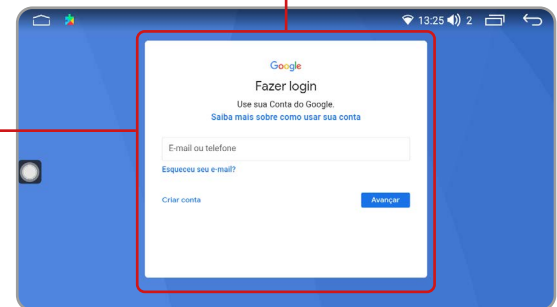 13:25
2
Google
Fazer login
Use sua Conta do Google.
Saiba mais sobre como usar sua conta
E-mail ou telefone
Esqueceu seu e-mail?
Criar conta
Avançar